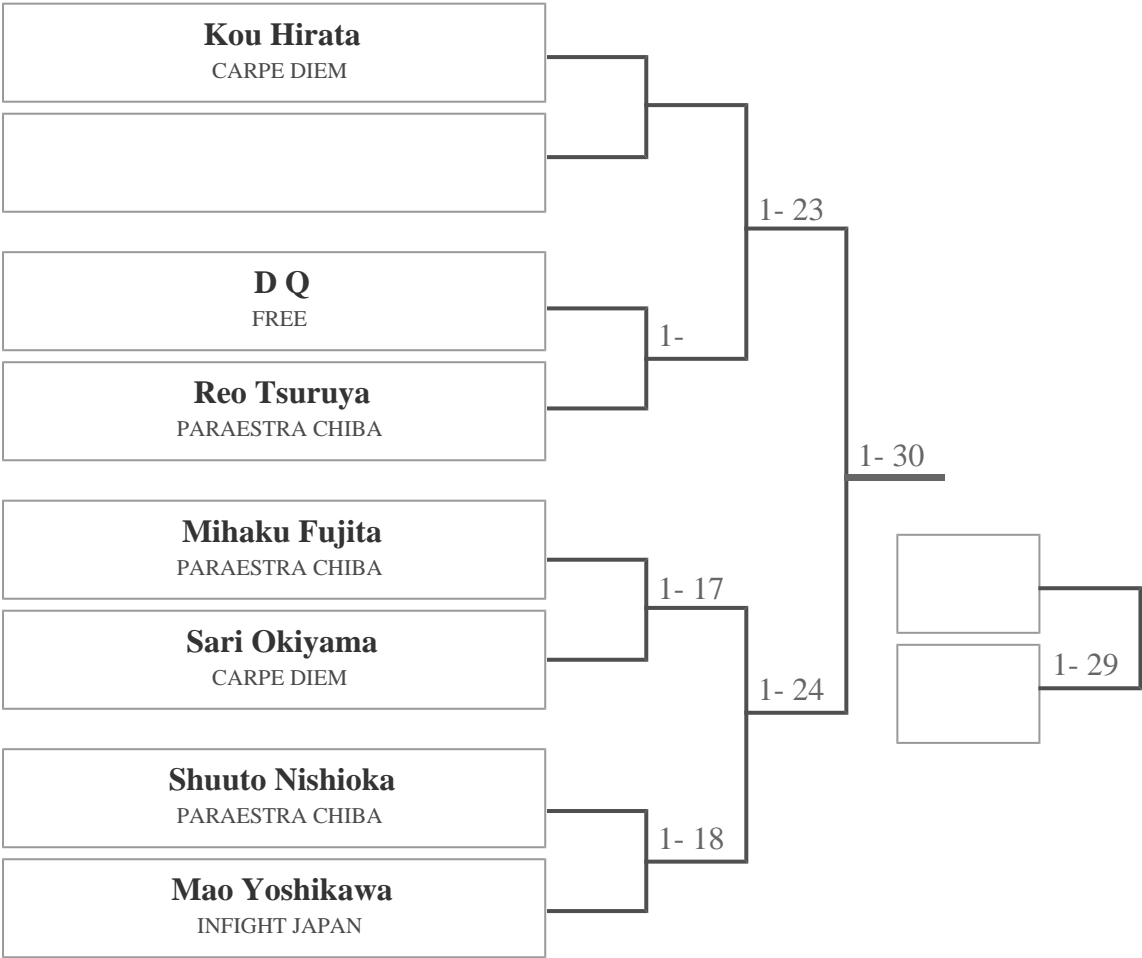 Kou Hirata
CARPE DIEM
1- 23
D Q
FREE
1-
Reo Tsuruya
PARAESTRA CHIBA
1- 30
Mihaku Fujita
PARAESTRA CHIBA
1- 17
Sari Okiyama
CARPE DIEM
1- 29
1- 24
Shuuto Nishioka
PARAESTRA CHIBA
1- 18
Mao Yoshikawa
INFIGHT JAPAN